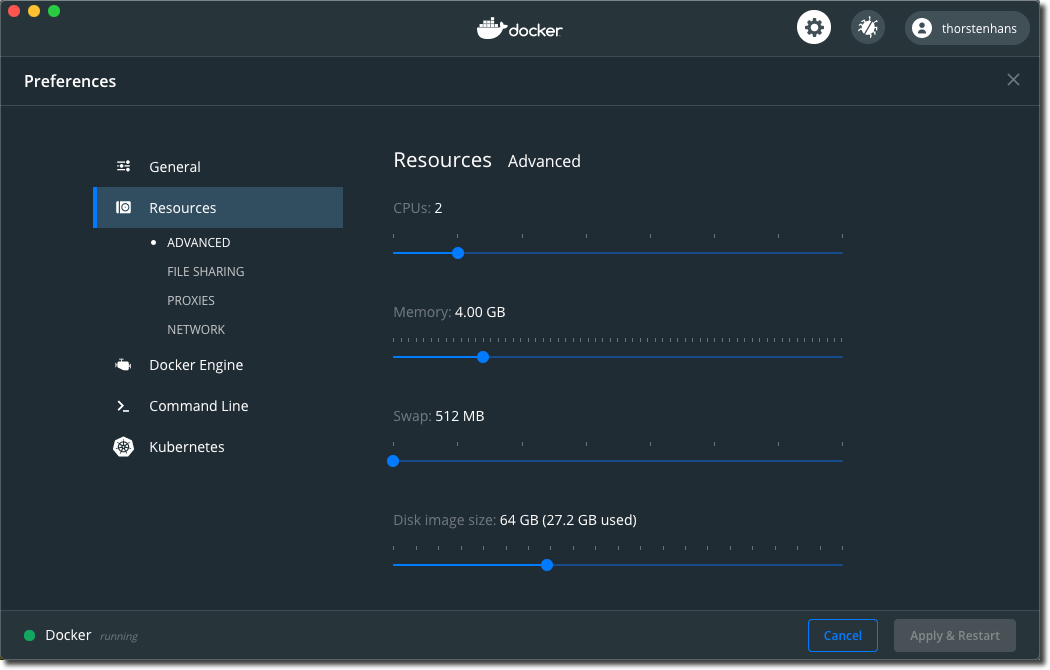 docker
thorstenhans
Preferences
General
Resources
ADVANCED
FILE SHARING
PROXIES
NETWORK
Docker Engine
Command Line
Kubernetes
Resources Advanced
CPUs: 2
Memory: 4.00 GB
Swap: 512 MB
Disk image size: 64 GB (27.2 GB used)
Docker running
Cancel
Apply & Restart